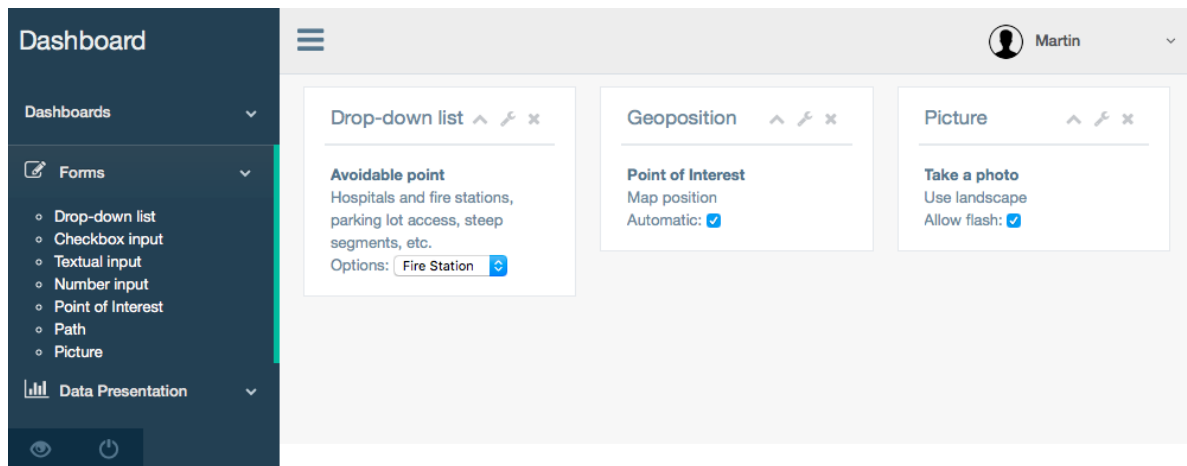 Dashboard
Martin
Dashboards
Forms
Drop-down list
Checkbox input
Textual input
Number input
Point of Interest
Path
Picture
Data Presentation
Drop-down list
Avoidable point
Hospitals and fire stations,
parking lot access, steep
segments, etc.
Options: Fire Station
Geoposition
Point of Interest
Map position
Automatic:
Picture
Take a photo
Use landscape
Allow flash: